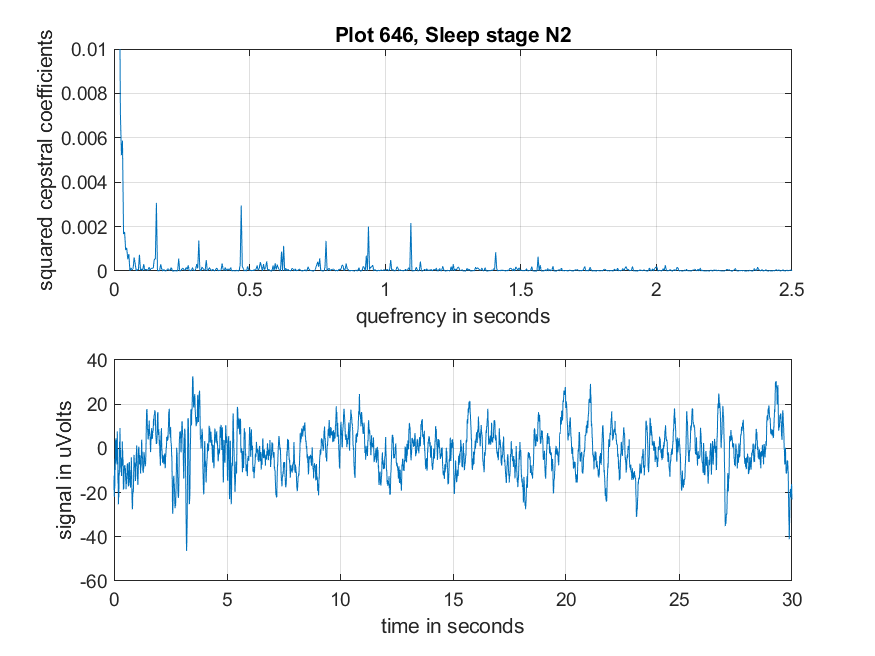 Plot 646, Sleep stage N2
squared cepstral coefficients
0.01
0.008
0.006
0.004
0.002
0
0 0.5 1 1.5 2 2.5
quefrency in seconds
signal in uVolts
40
20
0
-20
-40
-60
0 5 10 15 20 25 30
time in seconds